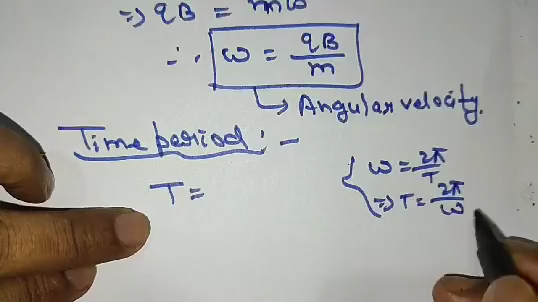 ⇒ qB = mω
∴ ω = qB/m
→ Angular velocity.
Time period :-
T =
{ ω = 2π/T
⇒ T = 2π/ω